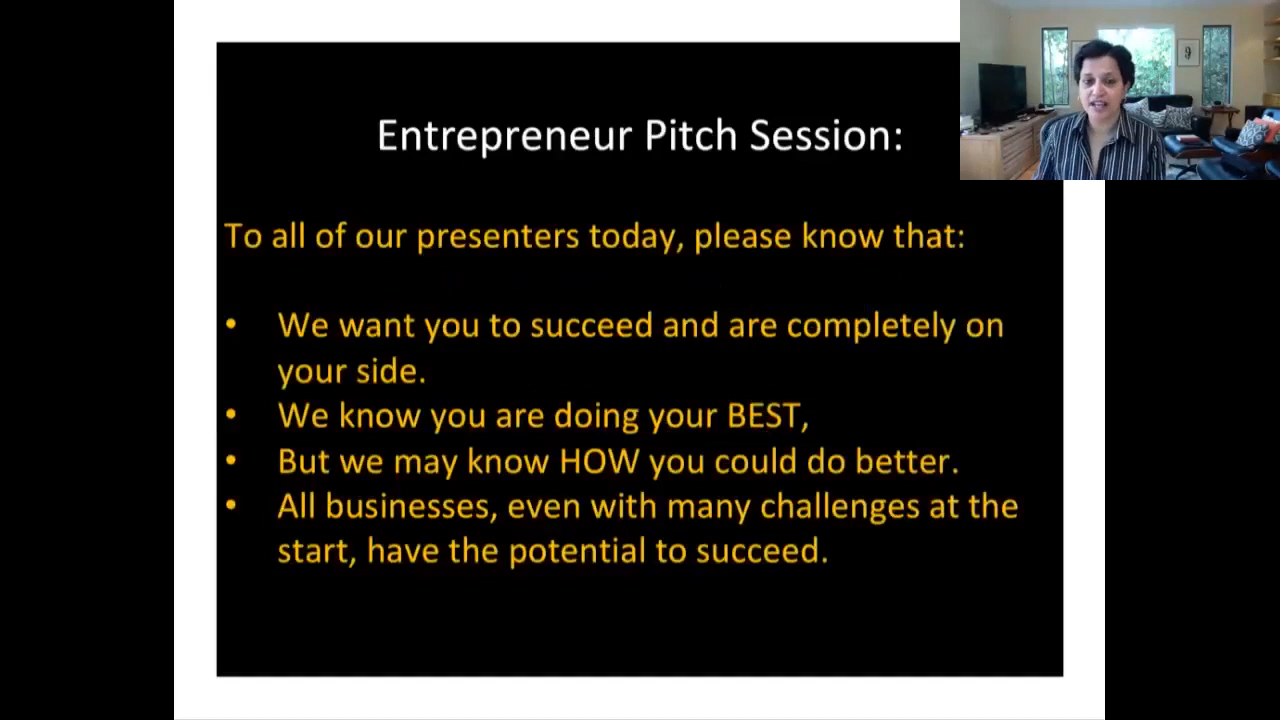 Entrepreneur Pitch Session:
To all of our presenters today, please know that:
• We want you to succeed and are completely on
your side.
• We know you are doing your BEST,
• But we may know HOW you could do better.
• All businesses, even with many challenges at the
start, have the potential to succeed.